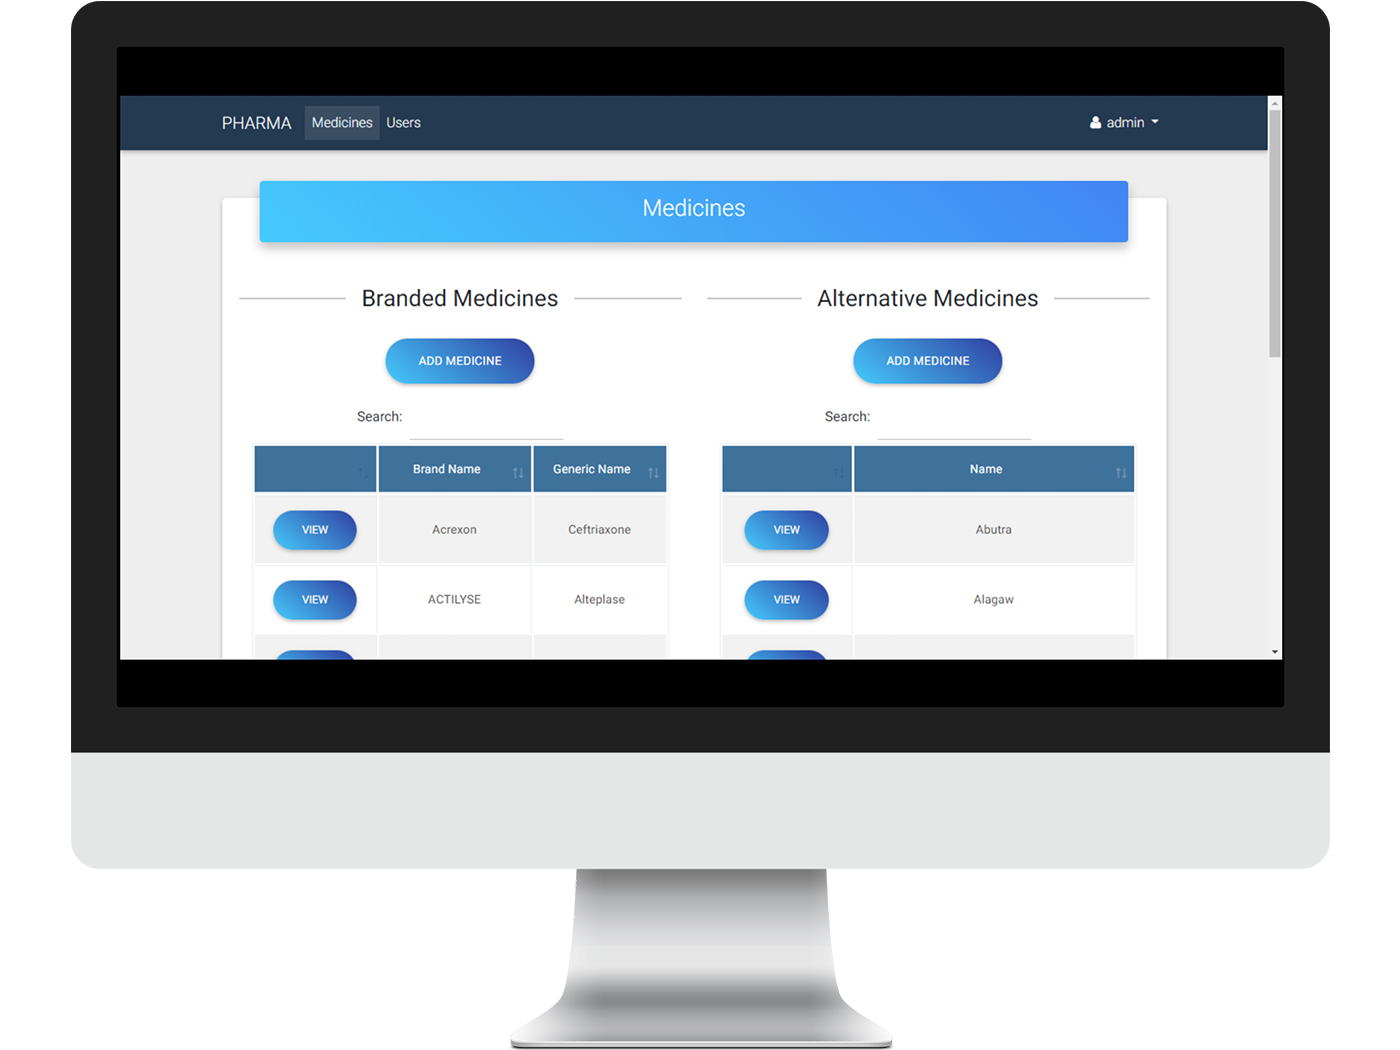 PHARMA Medicines Users admin
Medicines
Branded Medicines
ADD MEDICINE
Search:
Brand Name Generic Name
VIEW Acrexon Ceftriaxone
VIEW ACTILYSE Alteplase
Alternative Medicines
ADD MEDICINE
Search:
Name
VIEW Abutra
VIEW Alagaw